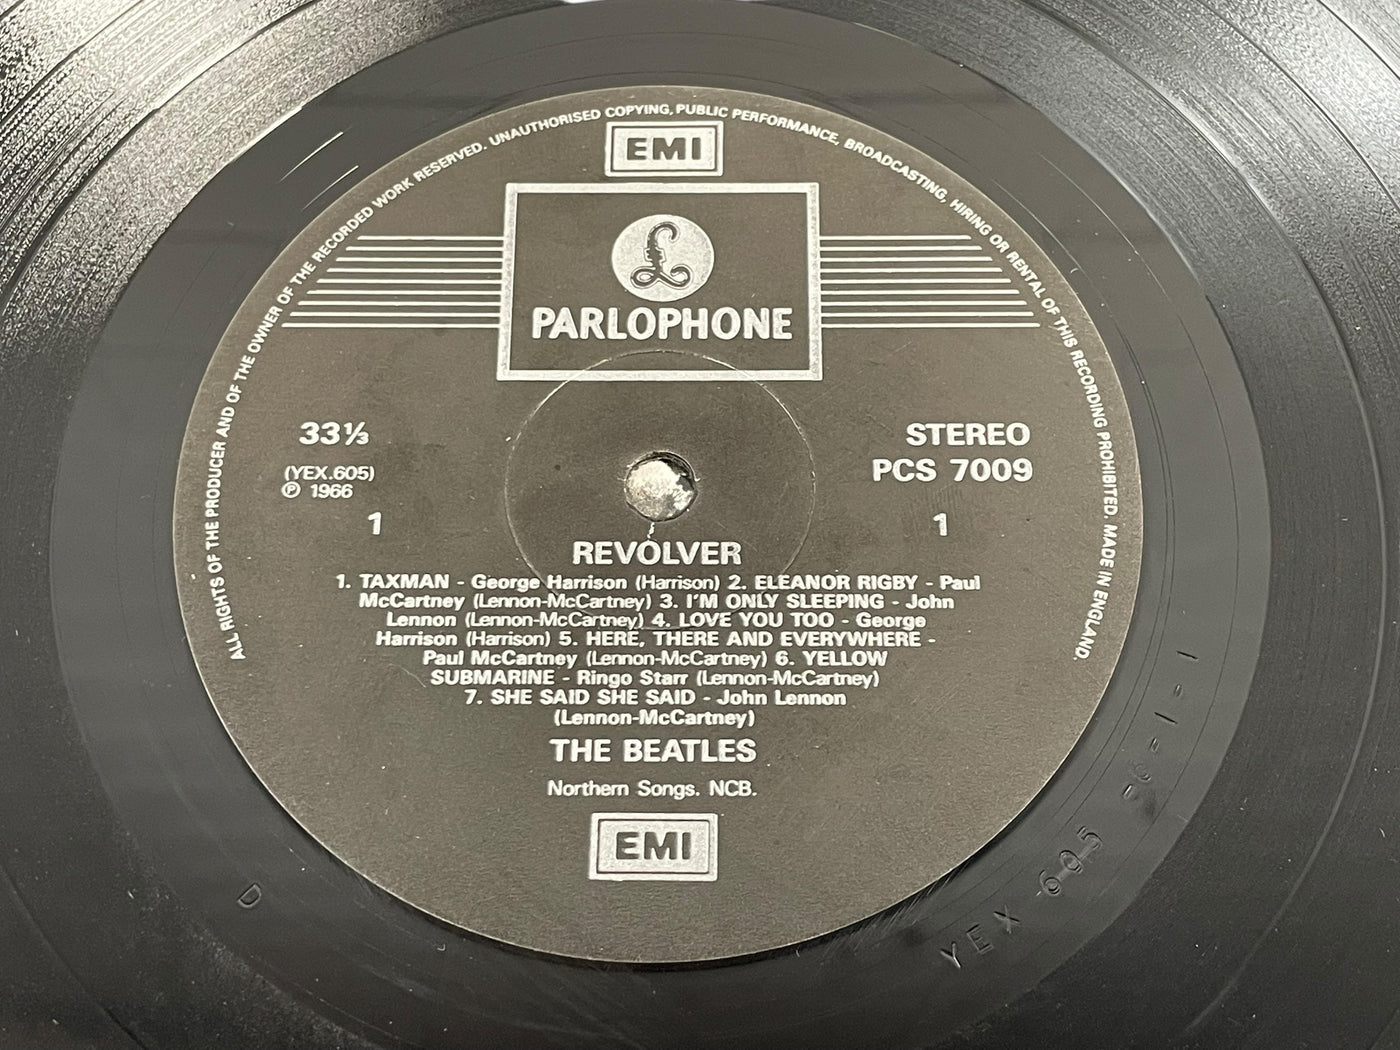 ALL RIGHTS OF THE PRODUCER AND OF THE OWNER OF THE RECORDED WORK RESERVED. UNAUTHORISED COPYING, PUBLIC PERFORMANCE, BROADCASTING, HIRING OR RENTAL OF THIS RECORDING PROHIBITED. MADE IN ENGLAND.
EMI
£
PARLOPHONE
33⅓
STEREO
(YEX.605)
PCS 7009
Ⓟ 1966
1
1
REVOLVER
1. TAXMAN - George Harrison (Harrison) 2. ELEANOR RIGBY - Paul
McCartney (Lennon-McCartney) 3. I'M ONLY SLEEPING - John
Lennon (Lennon-McCartney) 4. LOVE YOU TOO - George
Harrison (Harrison) 5. HERE, THERE AND EVERYWHERE -
Paul McCartney (Lennon-McCartney) 6. YELLOW
SUBMARINE - Ringo Starr (Lennon-McCartney)
7. SHE SAID SHE SAID - John Lennon
(Lennon-McCartney)
THE BEATLES
Northern Songs. NCB.
EMI
D
YEX 605